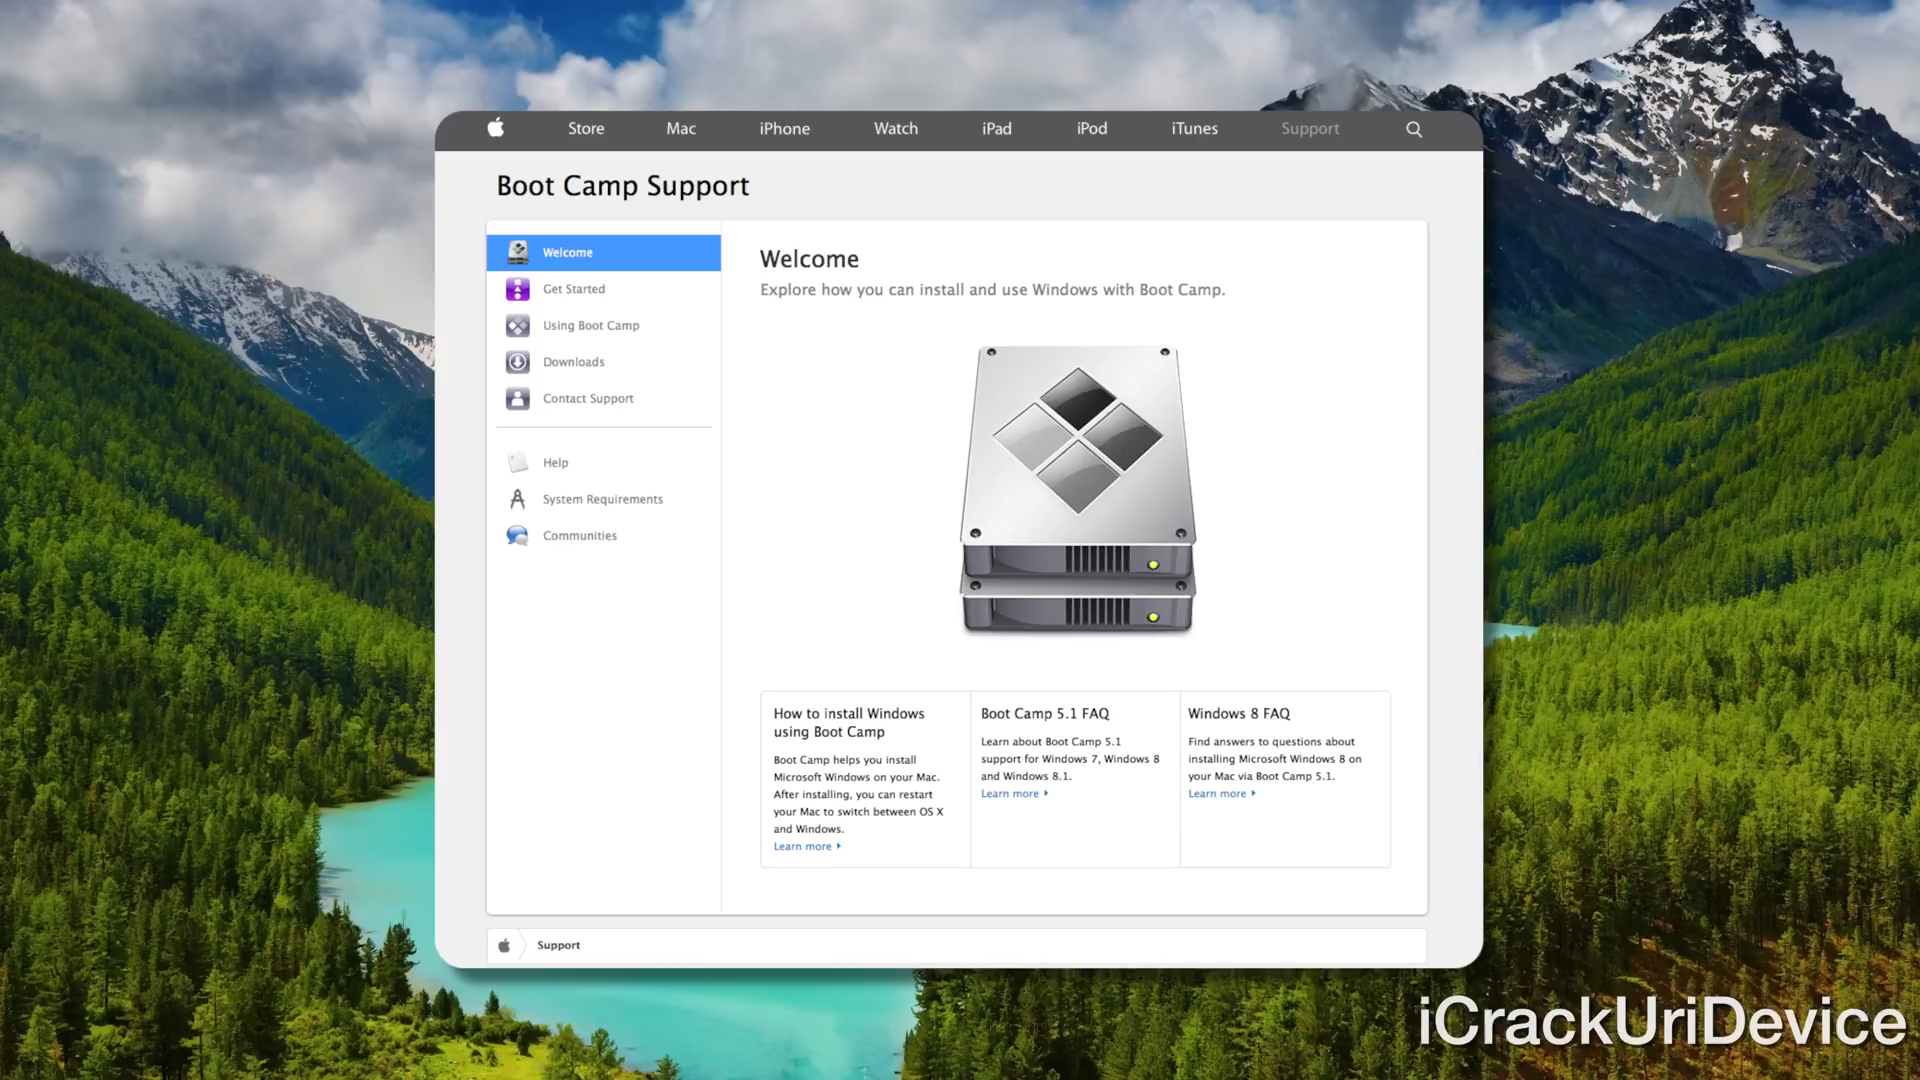 Store Mac iPhone Watch iPad iPod iTunes Support
Boot Camp Support
Welcome
Get Started
Using Boot Camp
Downloads
Contact Support
Help
System Requirements
Communities
Welcome
Explore how you can install and use Windows with Boot Camp.
How to install Windows
using Boot Camp
Boot Camp helps you install
Microsoft Windows on your Mac.
After installing, you can restart
your Mac to switch between OS X
and Windows.
Learn more
Boot Camp 5.1 FAQ
Learn about Boot Camp 5.1
support for Windows 7, Windows 8
and Windows 8.1.
Learn more
Windows 8 FAQ
Find answers to questions about
installing Microsoft Windows 8 on
your Mac via Boot Camp 5.1.
Learn more
Support
iCrackUriDevice